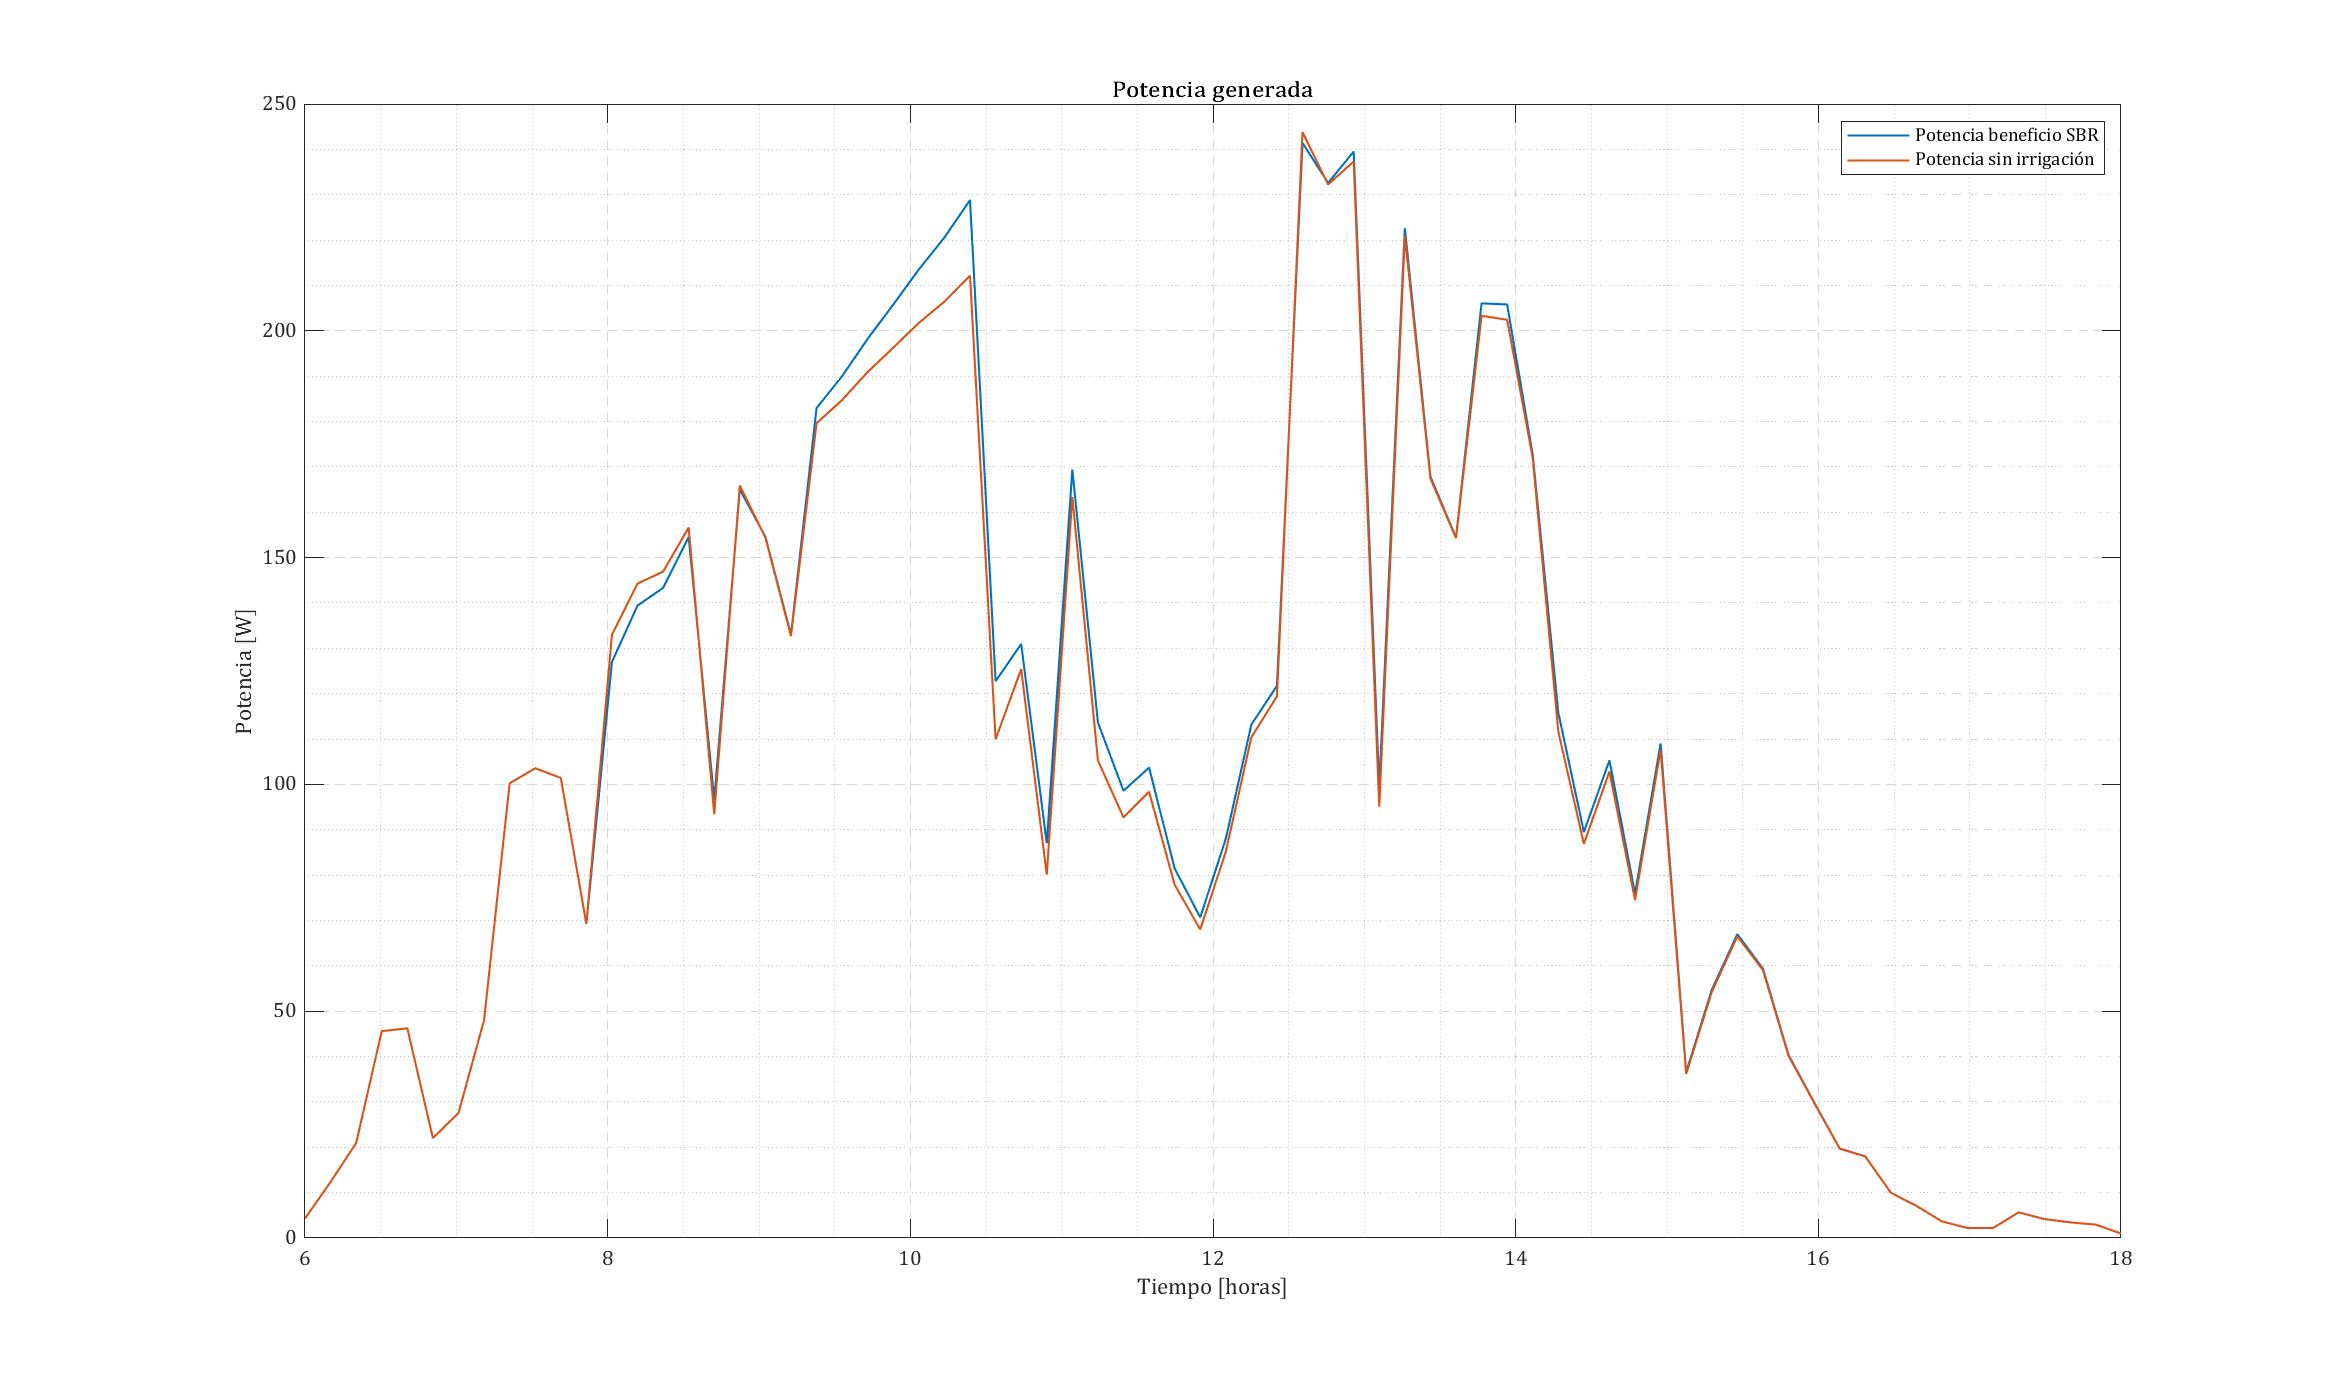 Potencia generada
250
200
150
100
50
0
Potencia [W]
6 8 10 12 14 16 18
Tiempo [horas]
Potencia beneficio SBR
Potencia sin irrigación